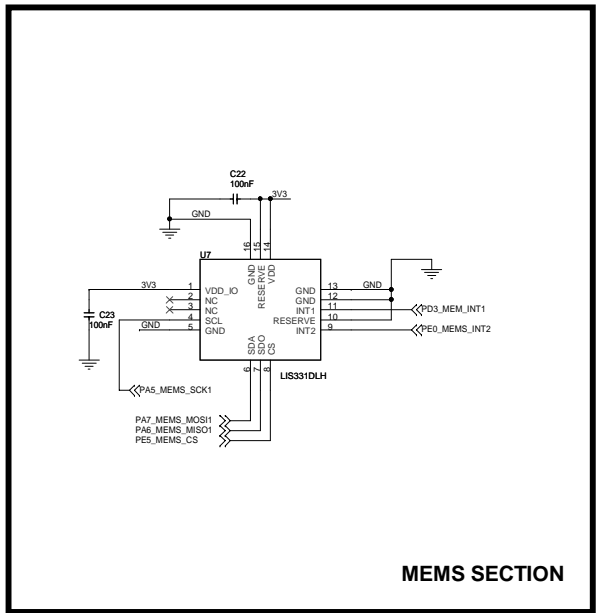 C22
100nF
3V3
GND
16
15
14
U7
GND
RESERVE
VDD
3V3
1
VDD_IO
GND
13
GND
2
NC
GND
12
C23
100nF
3
NC
INT1
11
PD3_MEM_INT1
4
SCL
RESERVE
10
GND
5
GND
INT2
9
PE0_MEMS_INT2
SDA
SDO
CS
6
7
8
LIS331DLH
PA5_MEMS_SCK1
PA7_MEMS_MOSI1
PA6_MEMS_MISO1
PE5_MEMS_CS
MEMS SECTION